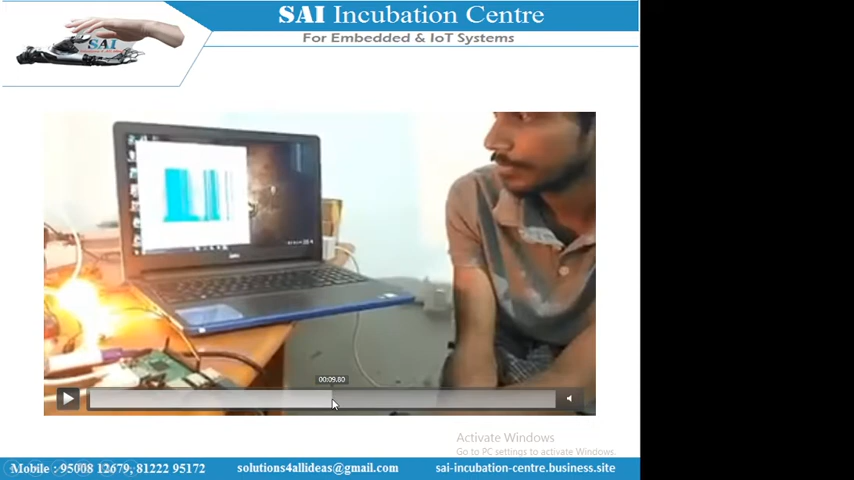 SAI Incubation Centre
For Embedded & IoT Systems
SAI
00:09.80
Activate Windows
Go to PC settings to activate Windows.
Mobile : 95008 12679, 81222 95172
solutions4allideas@gmail.com
sai-incubation-centre.business.site